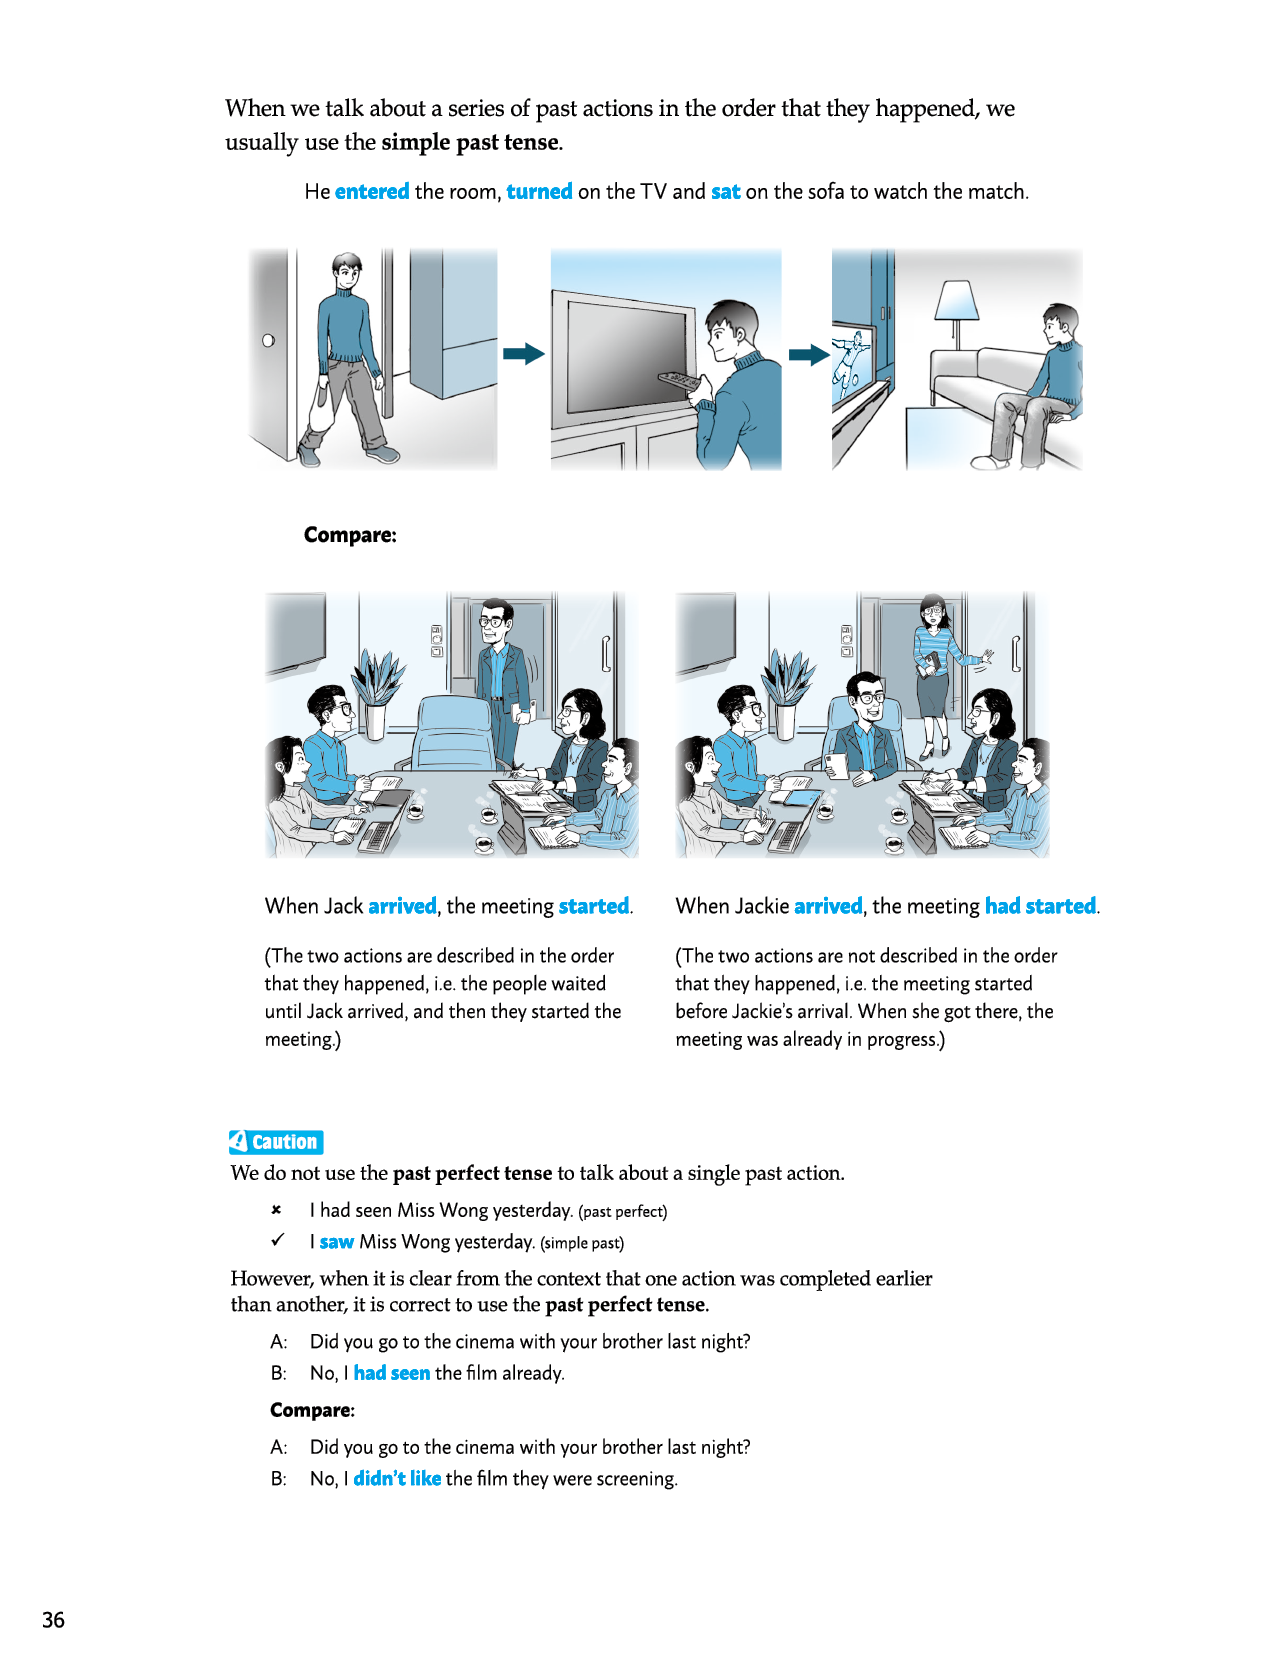 When we talk about a series of past actions in the order that they happened, we
usually use the simple past tense.
He entered the room, turned on the TV and sat on the sofa to watch the match.
Compare:
When Jack arrived, the meeting started.
(The two actions are described in the order
that they happened, i.e. the people waited
until Jack arrived, and then they started the
meeting.)
When Jackie arrived, the meeting had started.
(The two actions are not described in the order
that they happened, i.e. the meeting started
before Jackie's arrival. When she got there, the
meeting was already in progress.)
Caution
We do not use the past perfect tense to talk about a single past action.
✘ I had seen Miss Wong yesterday. (past perfect)
✓ I saw Miss Wong yesterday. (simple past)
However, when it is clear from the context that one action was completed earlier
than another, it is correct to use the past perfect tense.
A: Did you go to the cinema with your brother last night?
B: No, I had seen the film already.
Compare:
A: Did you go to the cinema with your brother last night?
B: No, I didn't like the film they were screening.
36